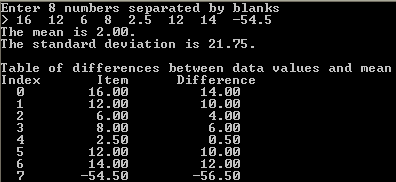 Enter 8 numbers separated by blanks
> 16 12 6 8 2.5 12 14 -54.5
The mean is 2.00.
The standard deviation is 21.75.
Table of differences between data values and mean
Index Item Difference
0 16.00 14.00
1 12.00 10.00
2 6.00 4.00
3 8.00 6.00
4 2.50 0.50
5 12.00 10.00
6 14.00 12.00
7 -54.50 -56.50